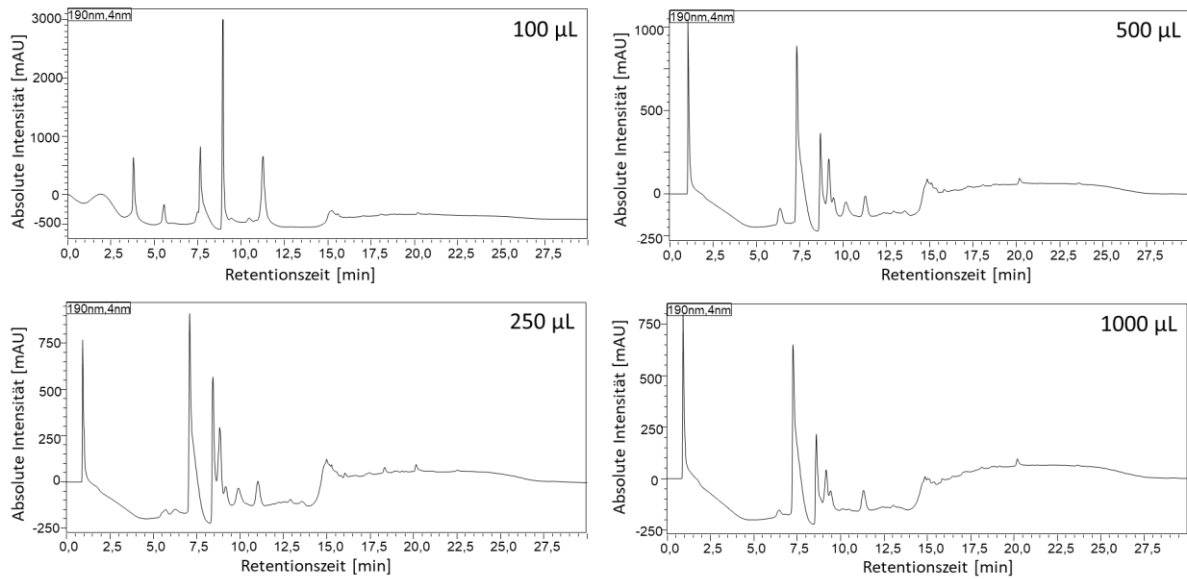 190nm,4nm
100 µL
Absolute Intensität [mAU]
3000
2000
1000
0
-500
0,0 2,5 5,0 7,5 10,0 12,5 15,0 17,5 20,0 22,5 25,0 27,5
Retentionszeit [min]
190nm,4nm
500 µL
Absolute Intensität [mAU]
1000
500
0
-250
0,0 2,5 5,0 7,5 10,0 12,5 15,0 17,5 20,0 22,5 25,0 27,5
Retentionszeit [min]
190nm,4nm
250 µL
Absolute Intensität [mAU]
750
500
250
0
-250
0,0 2,5 5,0 7,5 10,0 12,5 15,0 17,5 20,0 22,5 25,0 27,5
Retentionszeit [min]
190nm,4nm
1000 µL
Absolute Intensität [mAU]
750
500
250
0
-250
0,0 2,5 5,0 7,5 10,0 12,5 15,0 17,5 20,0 22,5 25,0 27,5
Retentionszeit [min]